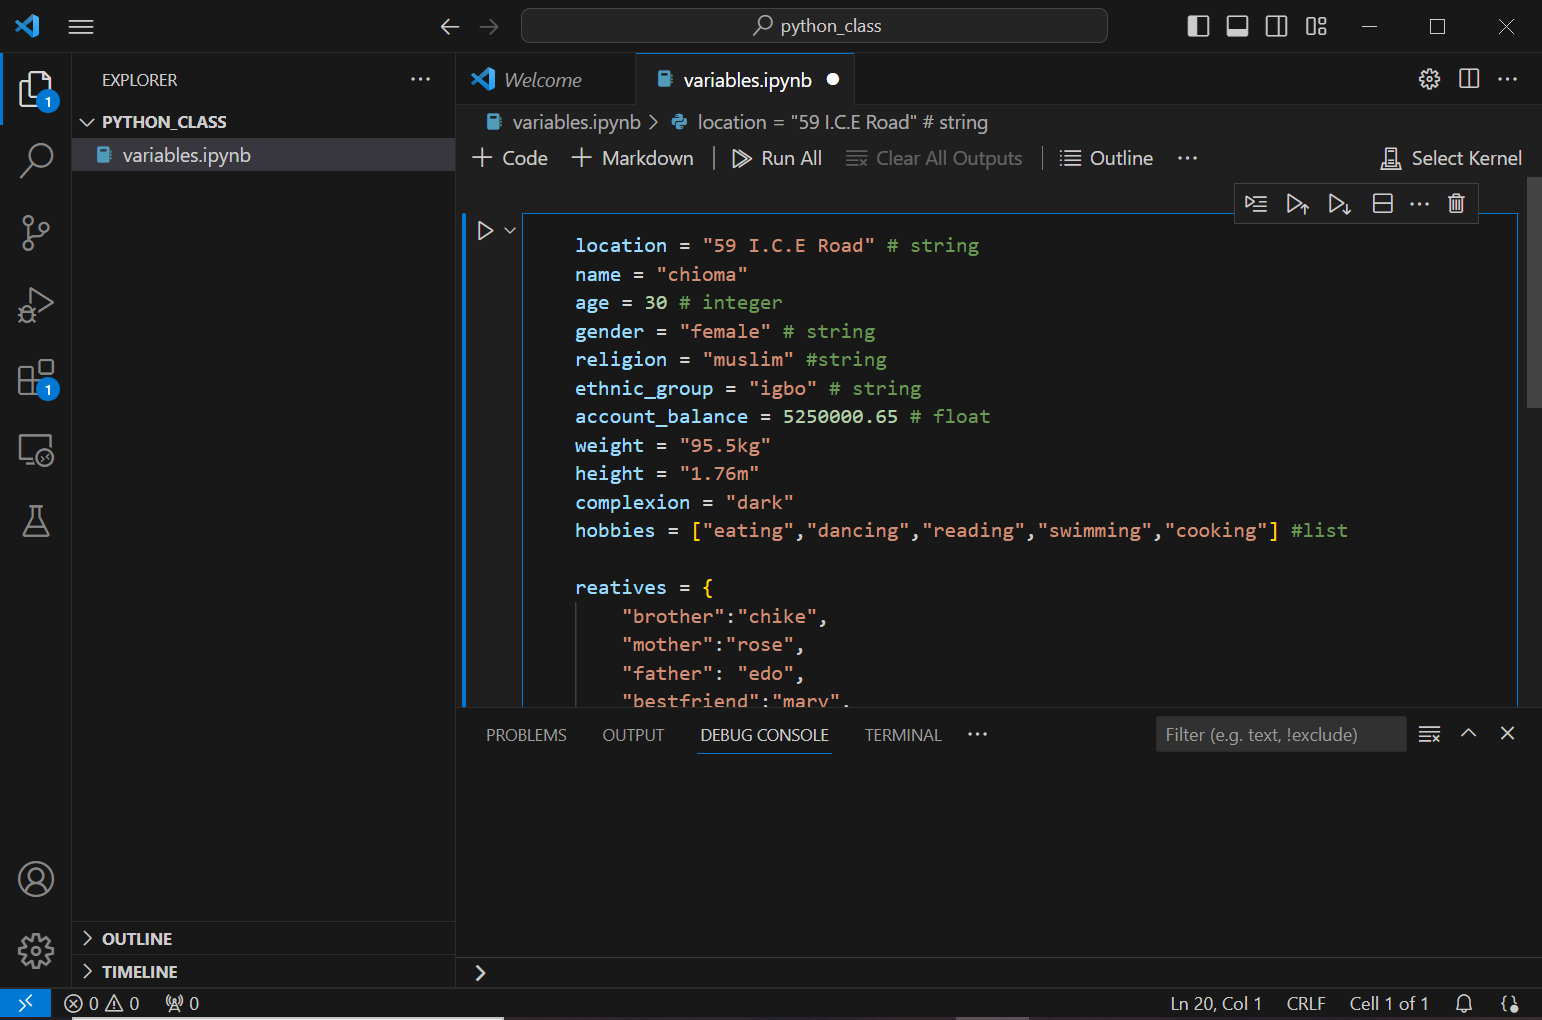 python_class
EXPLORER
Welcome
variables.ipynb
1
PYTHON_CLASS
variables.ipynb
variables.ipynb > location = "59 I.C.E Road" # string
Code
Markdown
Run All
Clear All Outputs
Outline
Select Kernel
location = "59 I.C.E Road" # string
name = "chioma"
age = 30 # integer
gender = "female" # string
religion = "muslim" #string
ethnic_group = "igbo" # string
account_balance = 5250000.65 # float
weight = "95.5kg"
height = "1.76m"
complexion = "dark"
hobbies = ["eating","dancing","reading","swimming","cooking"] #list
reatives = {
"brother":"chike",
"mother":"rose",
"father": "edo",
"bestfriend":"mary",
1
PROBLEMS
OUTPUT
DEBUG CONSOLE
TERMINAL
Filter (e.g. text, !exclude)
OUTLINE
TIMELINE
0
0
0
Ln 20, Col 1
CRLF
Cell 1 of 1